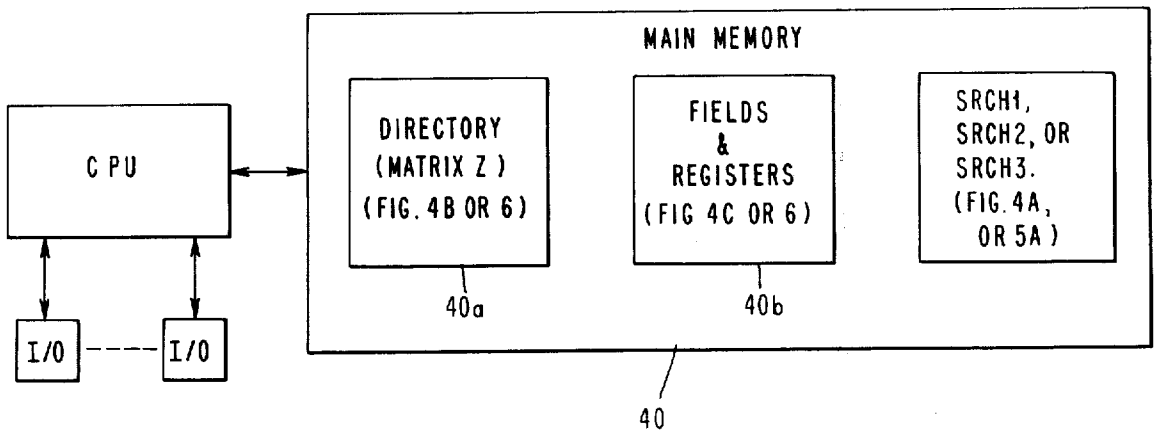 MAIN MEMORY
CPU
DIRECTORY
(MATRIX Z)
(FIG. 4B OR 6)
FIELDS
&
REGISTERS
(FIG 4C OR 6)
SRCH1,
SRCH2, OR
SRCH3.
(FIG. 4A,
OR 5A)
40a
40b
I/O
I/O
40